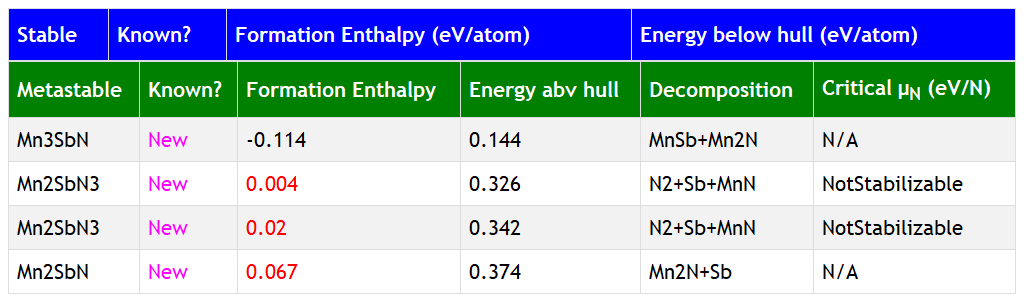 Stable Known? Formation Enthalpy (eV/atom) Energy below hull (eV/atom)
Metastable Known? Formation Enthalpy Energy abv hull Decomposition Critical μN (eV/N)
Mn3SbN New -0.114 0.144 MnSb+Mn2N N/A
Mn2SbN3 New 0.004 0.326 N2+Sb+MnN NotStabilizable
Mn2SbN3 New 0.02 0.342 N2+Sb+MnN NotStabilizable
Mn2SbN New 0.067 0.374 Mn2N+Sb N/A